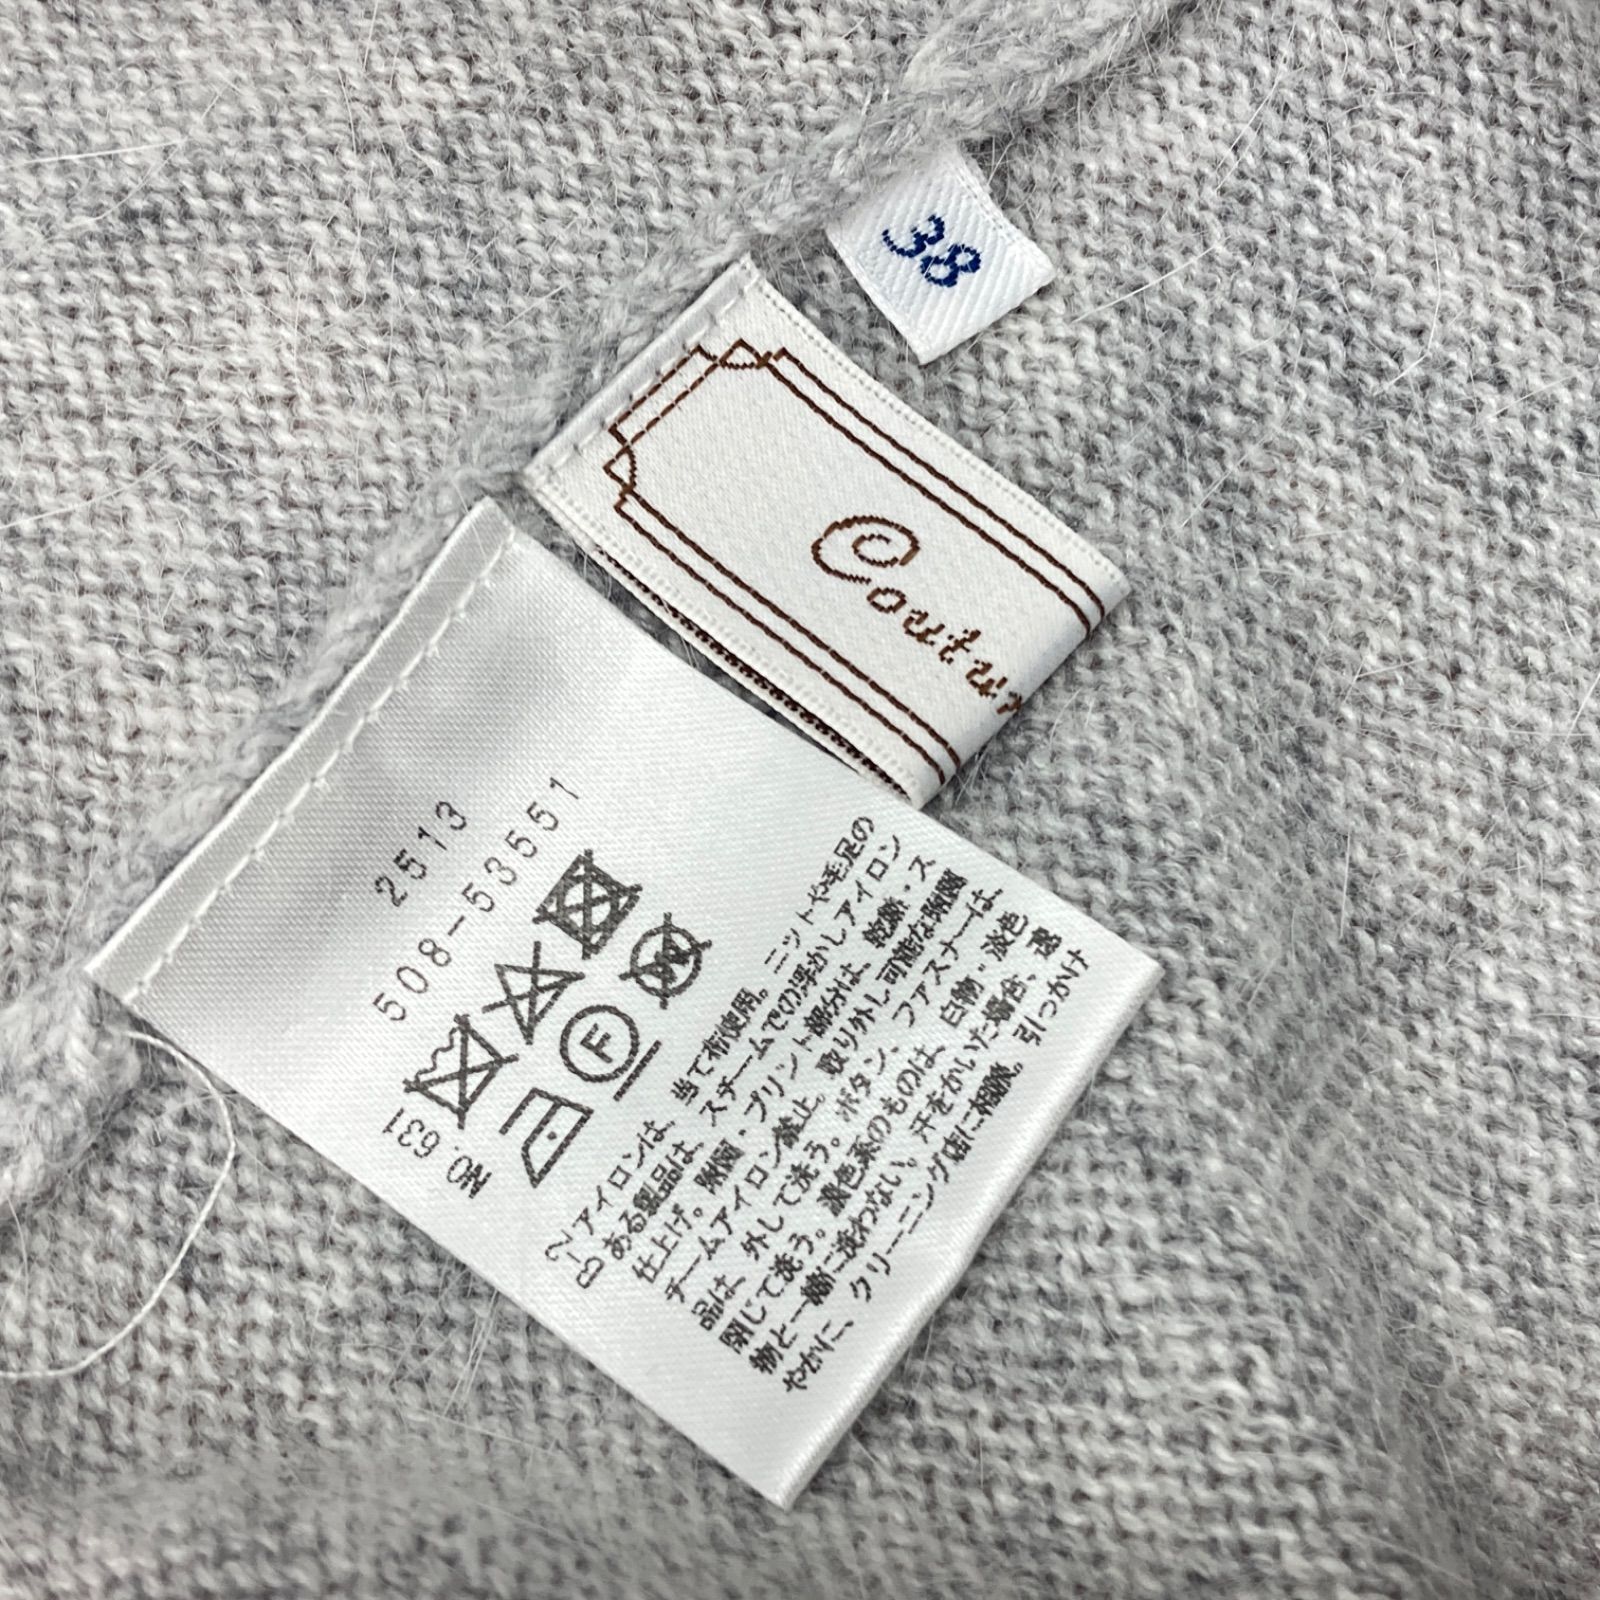 38
Coutur
2513
508-53551
F
W
NO.631
B-2アイロンは、当て布使用。ニットや毛足の
ある製品は、スチームでの浮かしアイロン
仕上げ。附属・プリント部分は、乾燥・ス
チームアイロン禁止。取り外し可能な附属
品は、外して洗う。ボタン、ファスナーは、
閉じて洗う。濃色系のものは、白物・淡色
物と一緒に洗わない。汗をかいた場合、速
やかに、クリーニング店に相談。引っかけナ